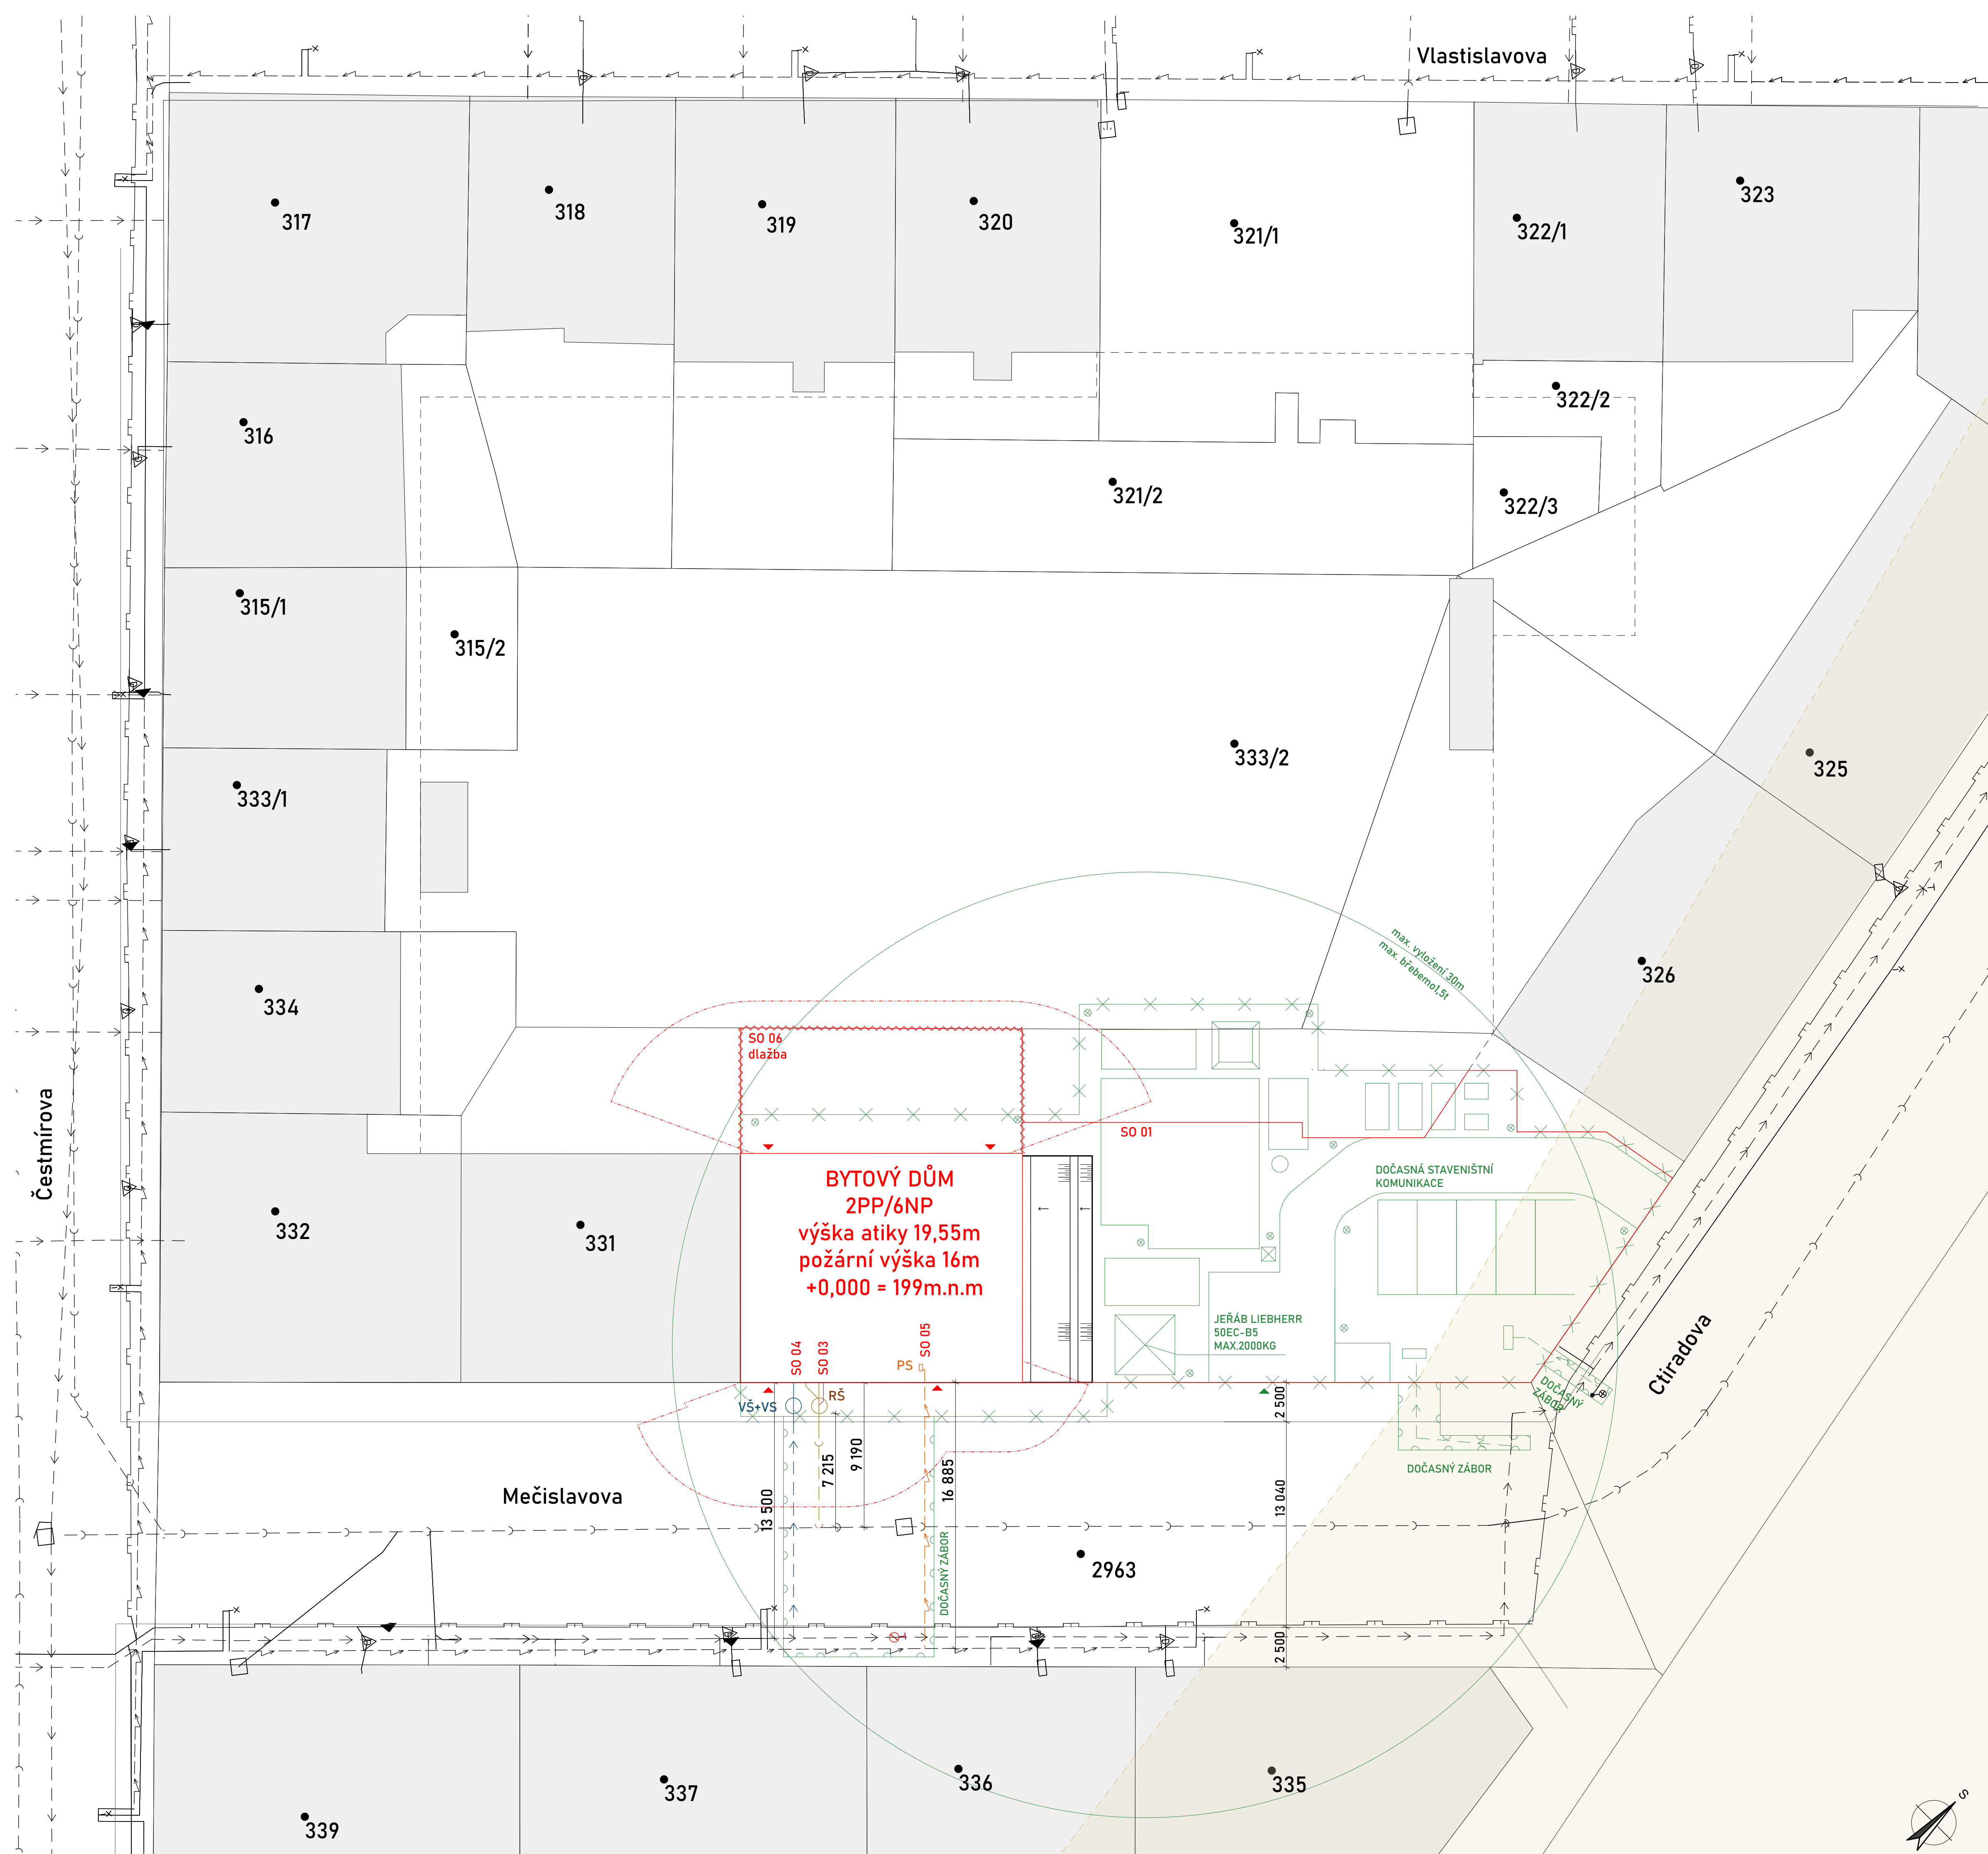 Vlastislavova
317
318
319
320
321/1
322/1
323
316
322/2
321/2
322/3
315/1
315/2
333/1
333/2
325
334
326
max. vyložení 30m
max. břebemo1,5t
SO 06
dlažba
SO 01
Čestmírova
332
331
BYTOVÝ DŮM
2PP/6NP
výška atiky 19,55m
požární výška 16m
+0,000 = 199m.n.m
DOČASNÁ STAVENIŠTNÍ
KOMUNIKACE
JEŘÁB LIEBHERR
50EC-B5
MAX.2000KG
SO 04
SO 03
SO 05
PS
RŠ
VŠ+VS
Ctiradova
DOČASNÝ
ZÁBOR
DOČASNÝ ZÁBOR
2 500
13 500
7 215
9 190
16 885
13 040
2 500
Mečislavova
DOČASNÝ ZÁBOR
2963
339
337
336
335
S